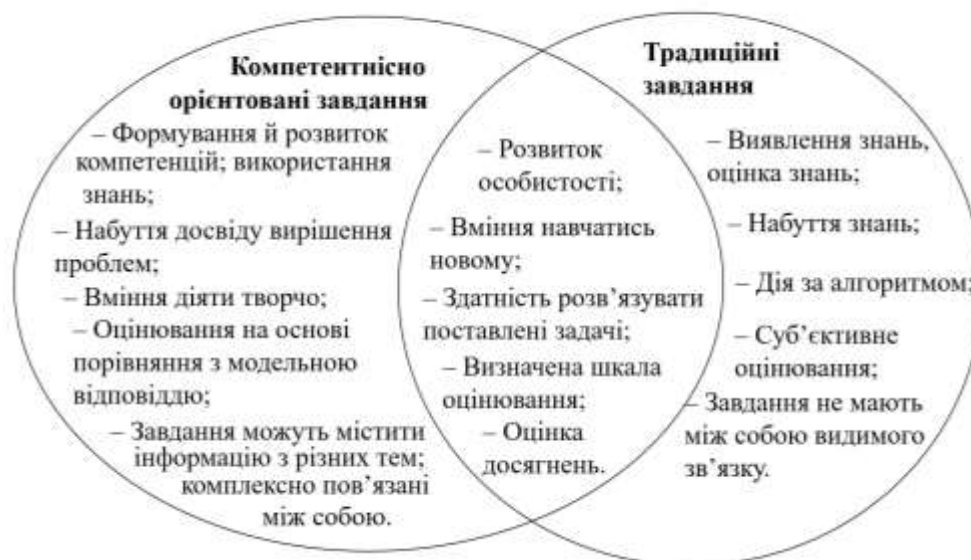 Компетентнісно
орієнтовані завдання
– Формування й розвиток
компетенцій; використання
знань;
– Набуття досвіду вирішення
проблем;
– Вміння діяти творчо;
– Оцінювання на основі
порівняння з модельною
відповіддю;
– Завдання можуть містити
інформацію з різних тем;
комплексно пов’язані
між собою.
– Розвиток
особистості;
– Вміння навчатись
новому;
– Здатність розв’язувати
поставлені задачі;
– Визначена шкала
оцінювання;
– Оцінка
досягнень.
Традиційні
завдання
– Виявлення знань,
оцінка знань;
– Набуття знань;
– Дія за алгоритмом;
– Суб’єктивне
оцінювання;
– Завдання не мають
між собою видимого
зв’язку.